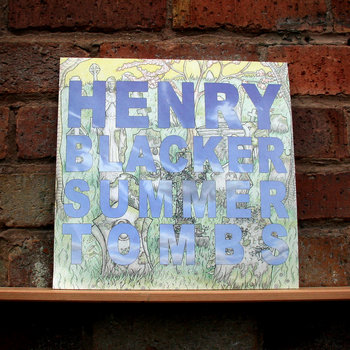 HENRY
BLACKER
SUMMER
TOMBS